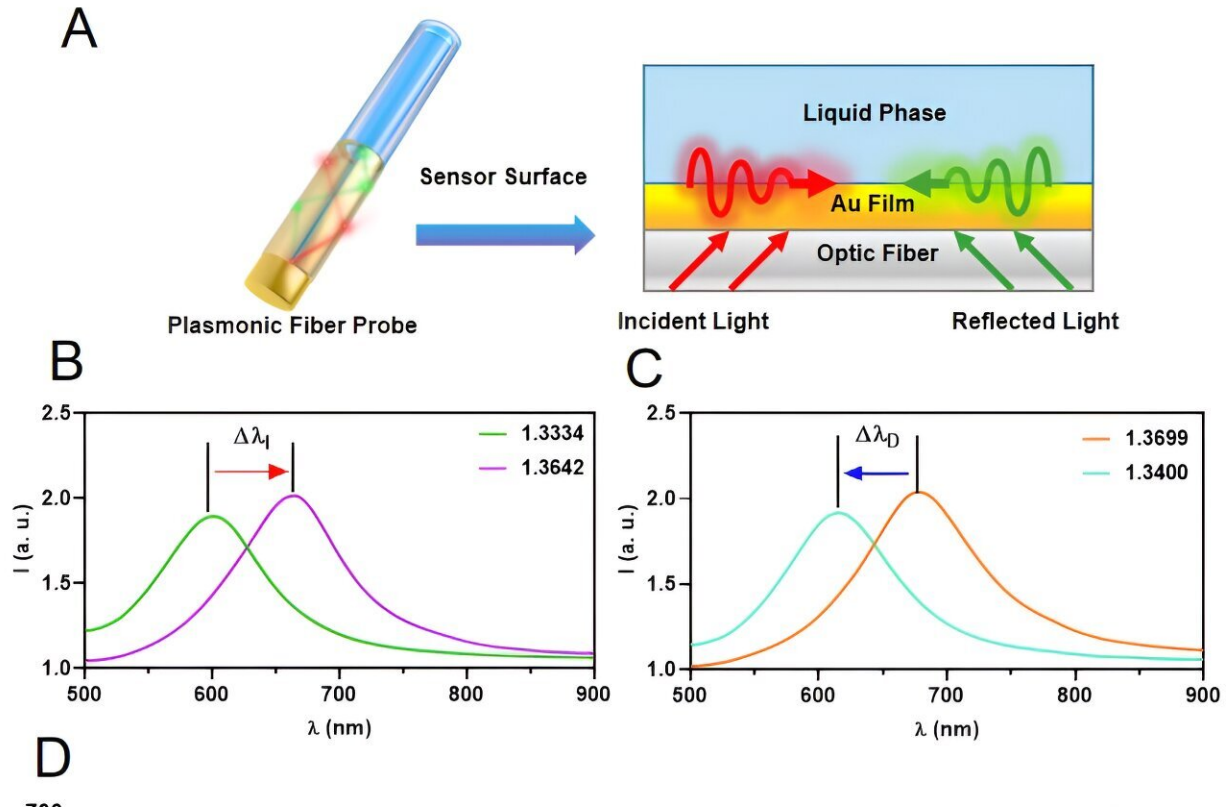 A
Liquid Phase
Sensor Surface
Au Film
Optic Fiber
Plasmonic Fiber Probe
Incident Light
Reflected Light
B
I (a. u.)
2.5
2.0
1.5
1.0
ΔλI
1.3334
1.3642
500
600
700
800
900
λ (nm)
C
I (a. u.)
2.5
2.0
1.5
1.0
ΔλD
1.3699
1.3400
500
600
700
800
900
λ (nm)
D